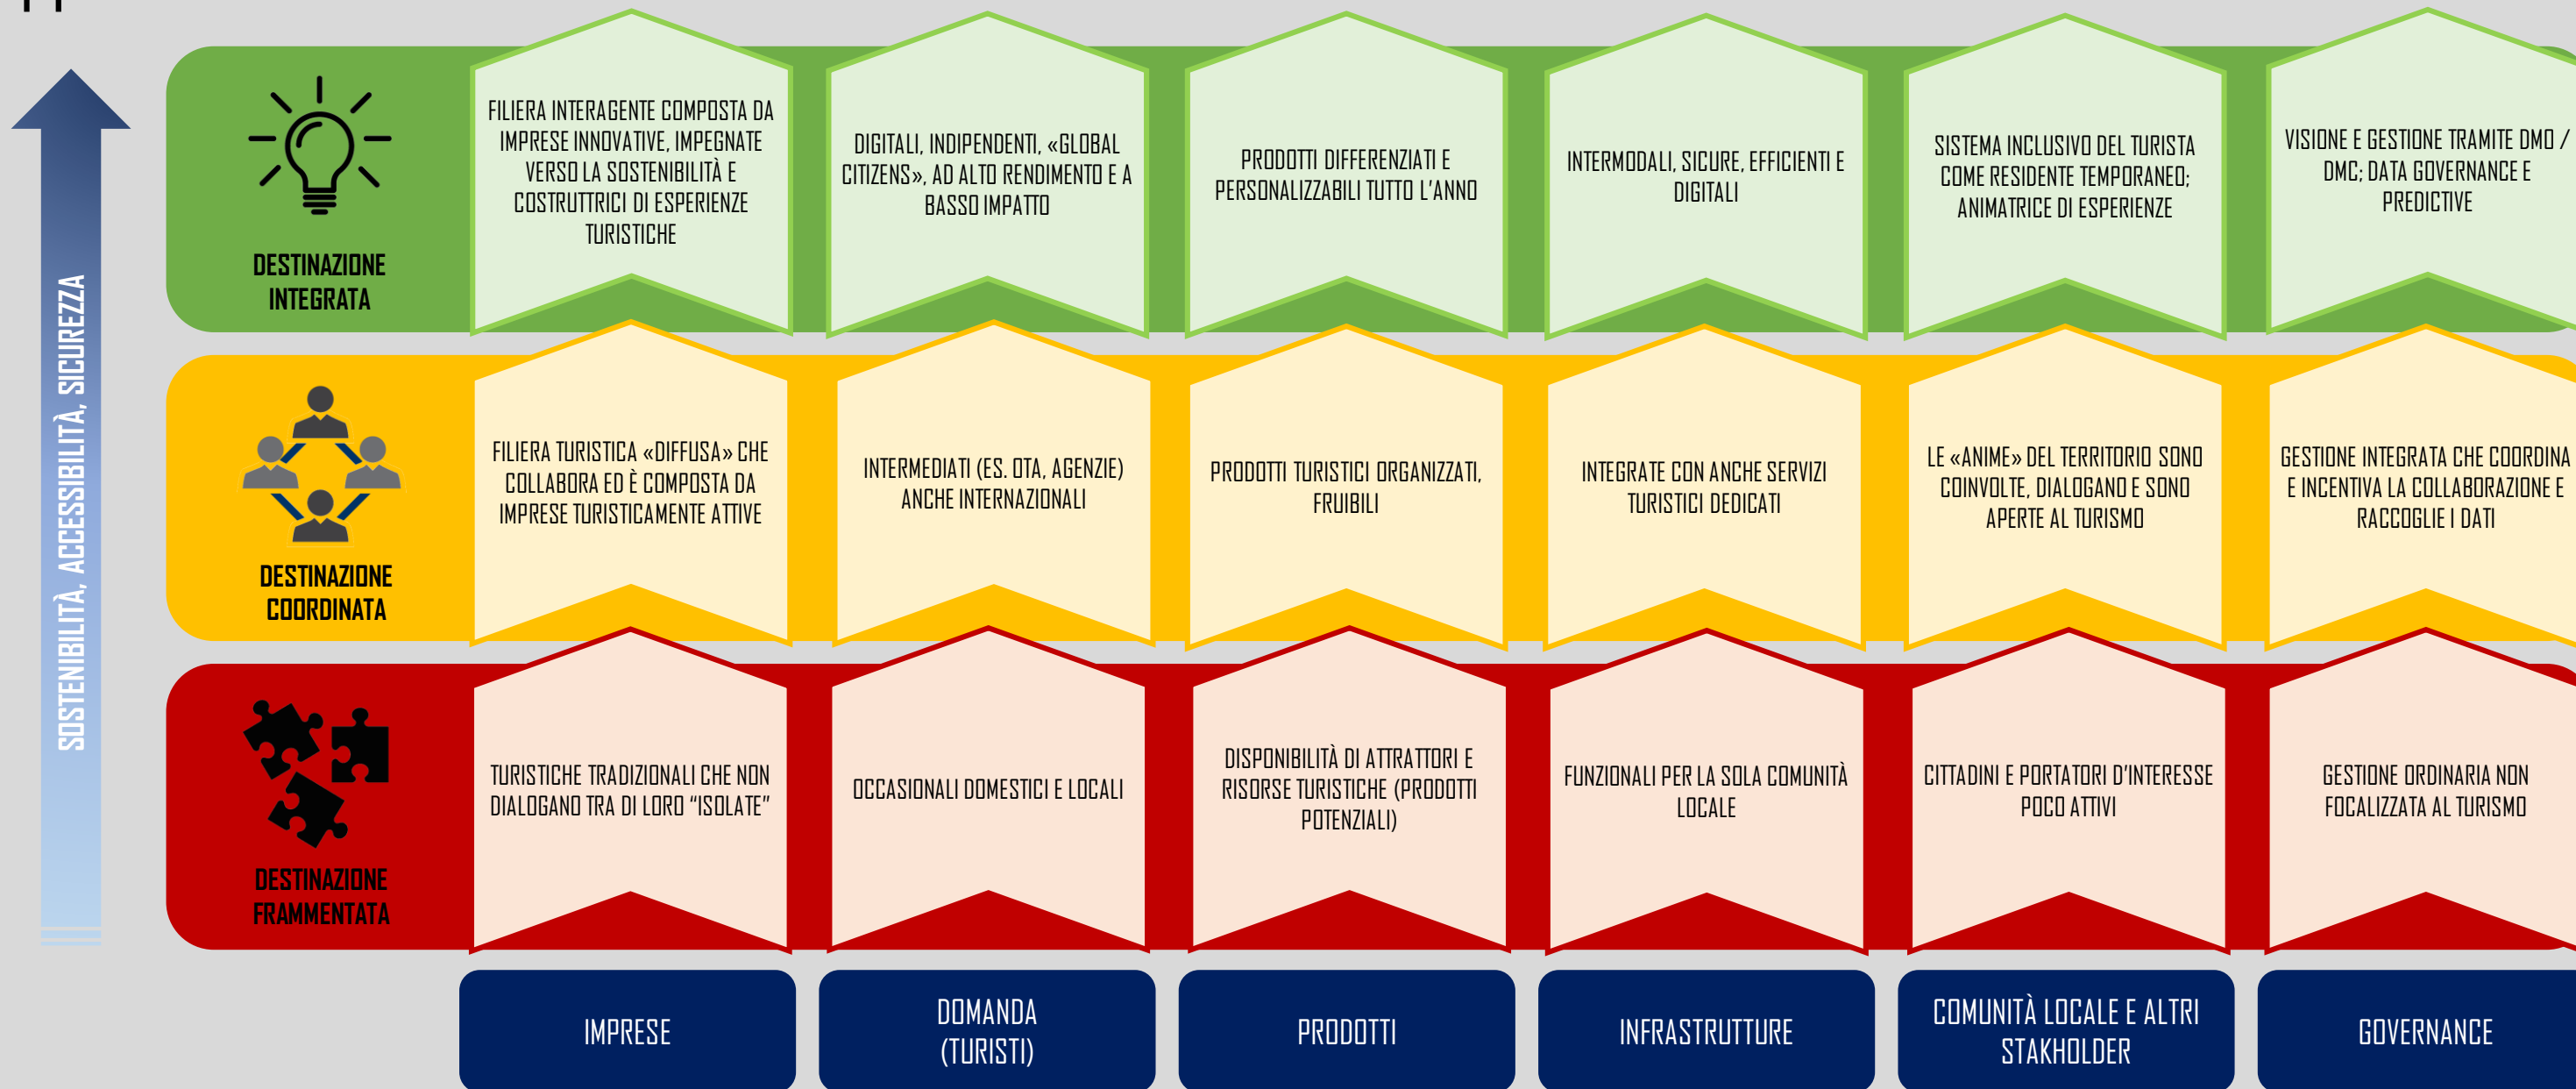 SOSTENIBILITÀ, ACCESSIBILITÀ, SICUREZZA
DESTINAZIONE
INTEGRATA
FILIERA INTERAGENTE COMPOSTA DA
IMPRESE INNOVATIVE, IMPEGNATE
VERSO LA SOSTENIBILITÀ E
COSTRUTTRICI DI ESPERIENZE
TURISTICHE
DIGITALI, INDIPENDENTI, «GLOBAL
CITIZENS», AD ALTO RENDIMENTO E A
BASSO IMPATTO
PRODOTTI DIFFERENZIATI E
PERSONALIZZABILI TUTTO L'ANNO
INTERMODALI, SICURE, EFFICIENTI E
DIGITALI
SISTEMA INCLUSIVO DEL TURISTA
COME RESIDENTE TEMPORANEO;
ANIMATRICE DI ESPERIENZE
VISIONE E GESTIONE TRAMITE DMO /
DMC; DATA GOVERNANCE E
PREDICTIVE
DESTINAZIONE
COORDINATA
FILIERA TURISTICA «DIFFUSA» CHE
COLLABORA ED È COMPOSTA DA
IMPRESE TURISTICAMENTE ATTIVE
INTERMEDIATI (ES. OTA, AGENZIE)
ANCHE INTERNAZIONALI
PRODOTTI TURISTICI ORGANIZZATI,
FRUIBILI
INTEGRATE CON ANCHE SERVIZI
TURISTICI DEDICATI
LE «ANIME» DEL TERRITORIO SONO
COINVOLTE, DIALOGANO E SONO
APERTE AL TURISMO
GESTIONE INTEGRATA CHE COORDINA
E INCENTIVA LA COLLABORAZIONE E
RACCOGLIE I DATI
DESTINAZIONE
FRAMMENTATA
TURISTICHE TRADIZIONALI CHE NON
DIALOGANO TRA DI LORO "ISOLATE"
OCCASIONALI DOMESTICI E LOCALI
DISPONIBILITÀ DI ATTRATTORI E
RISORSE TURISTICHE (PRODOTTI
POTENZIALI)
FUNZIONALI PER LA SOLA COMUNITÀ
LOCALE
CITTADINI E PORTATORI D'INTERESSE
POCO ATTIVI
GESTIONE ORDINARIA NON
FOCALIZZATA AL TURISMO
IMPRESE
DOMANDA
(TURISTI)
PRODOTTI
INFRASTRUTTURE
COMUNITÀ LOCALE E ALTRI
STAKHOLDER
GOVERNANCE